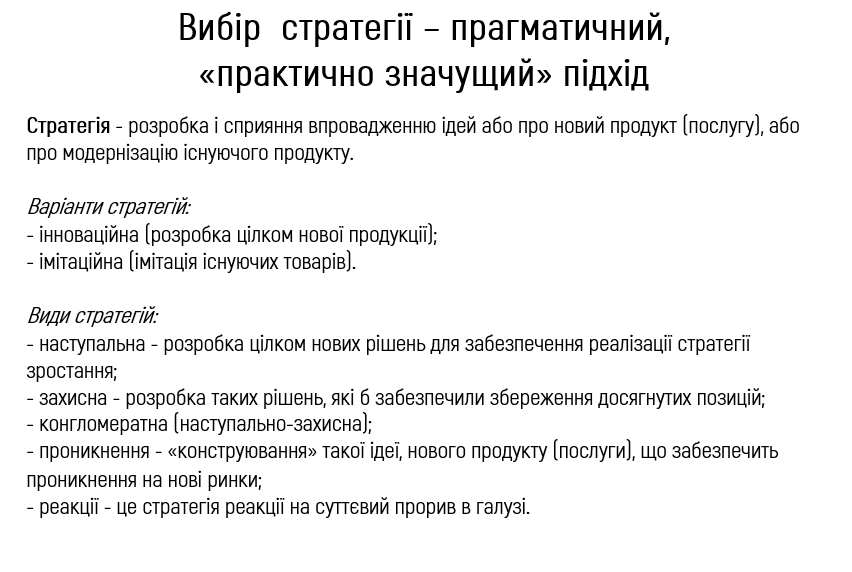 Вибір  стратегії – прагматичний,
«практично значущий» підхід
Стратегія - розробка і сприяння впровадженню ідей або про новий продукт (послугу), або
про модернізацію існуючого продукту.
Варіанти стратегій:
- інноваційна (розробка цілком нової продукції);
- імітаційна (імітація існуючих товарів).
Види стратегій:
- наступальна - розробка цілком нових рішень для забезпечення реалізації стратегії
зростання;
- захисна - розробка таких рішень, які б забезпечили збереження досягнутих позицій;
- конгломератна (наступально-захисна);
- проникнення - «конструювання» такої ідеї, нового продукту (послуги), що забезпечить
проникнення на нові ринки;
- реакції - це стратегія реакції на суттєвий прорив в галузі.